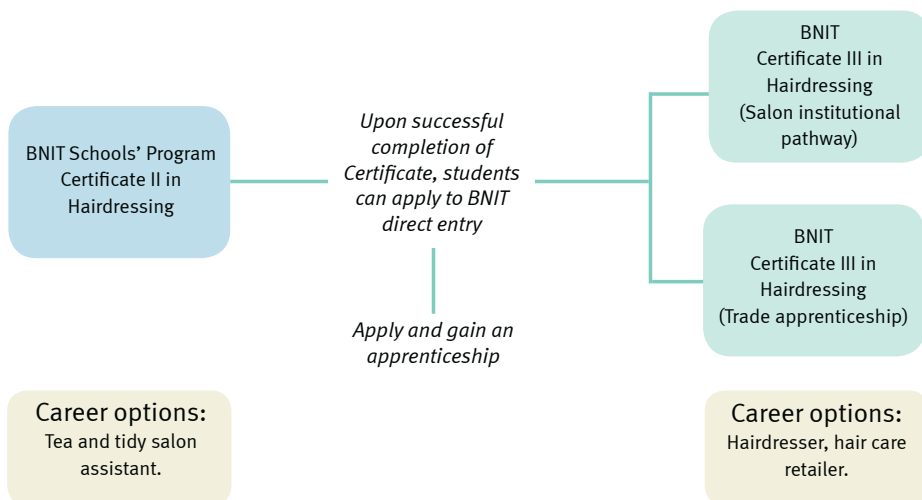 BNIT Schools’ Program
Certificate II in
Hairdressing
Upon successful
completion of
Certificate, students
can apply to BNIT
direct entry
Apply and gain an
apprenticeship
BNIT
Certificate III in
Hairdressing
(Salon institutional
pathway)
BNIT
Certificate III in
Hairdressing
(Trade apprenticeship)
Career options:
Tea and tidy salon
assistant.
Career options:
Hairdresser, hair care
retailer.